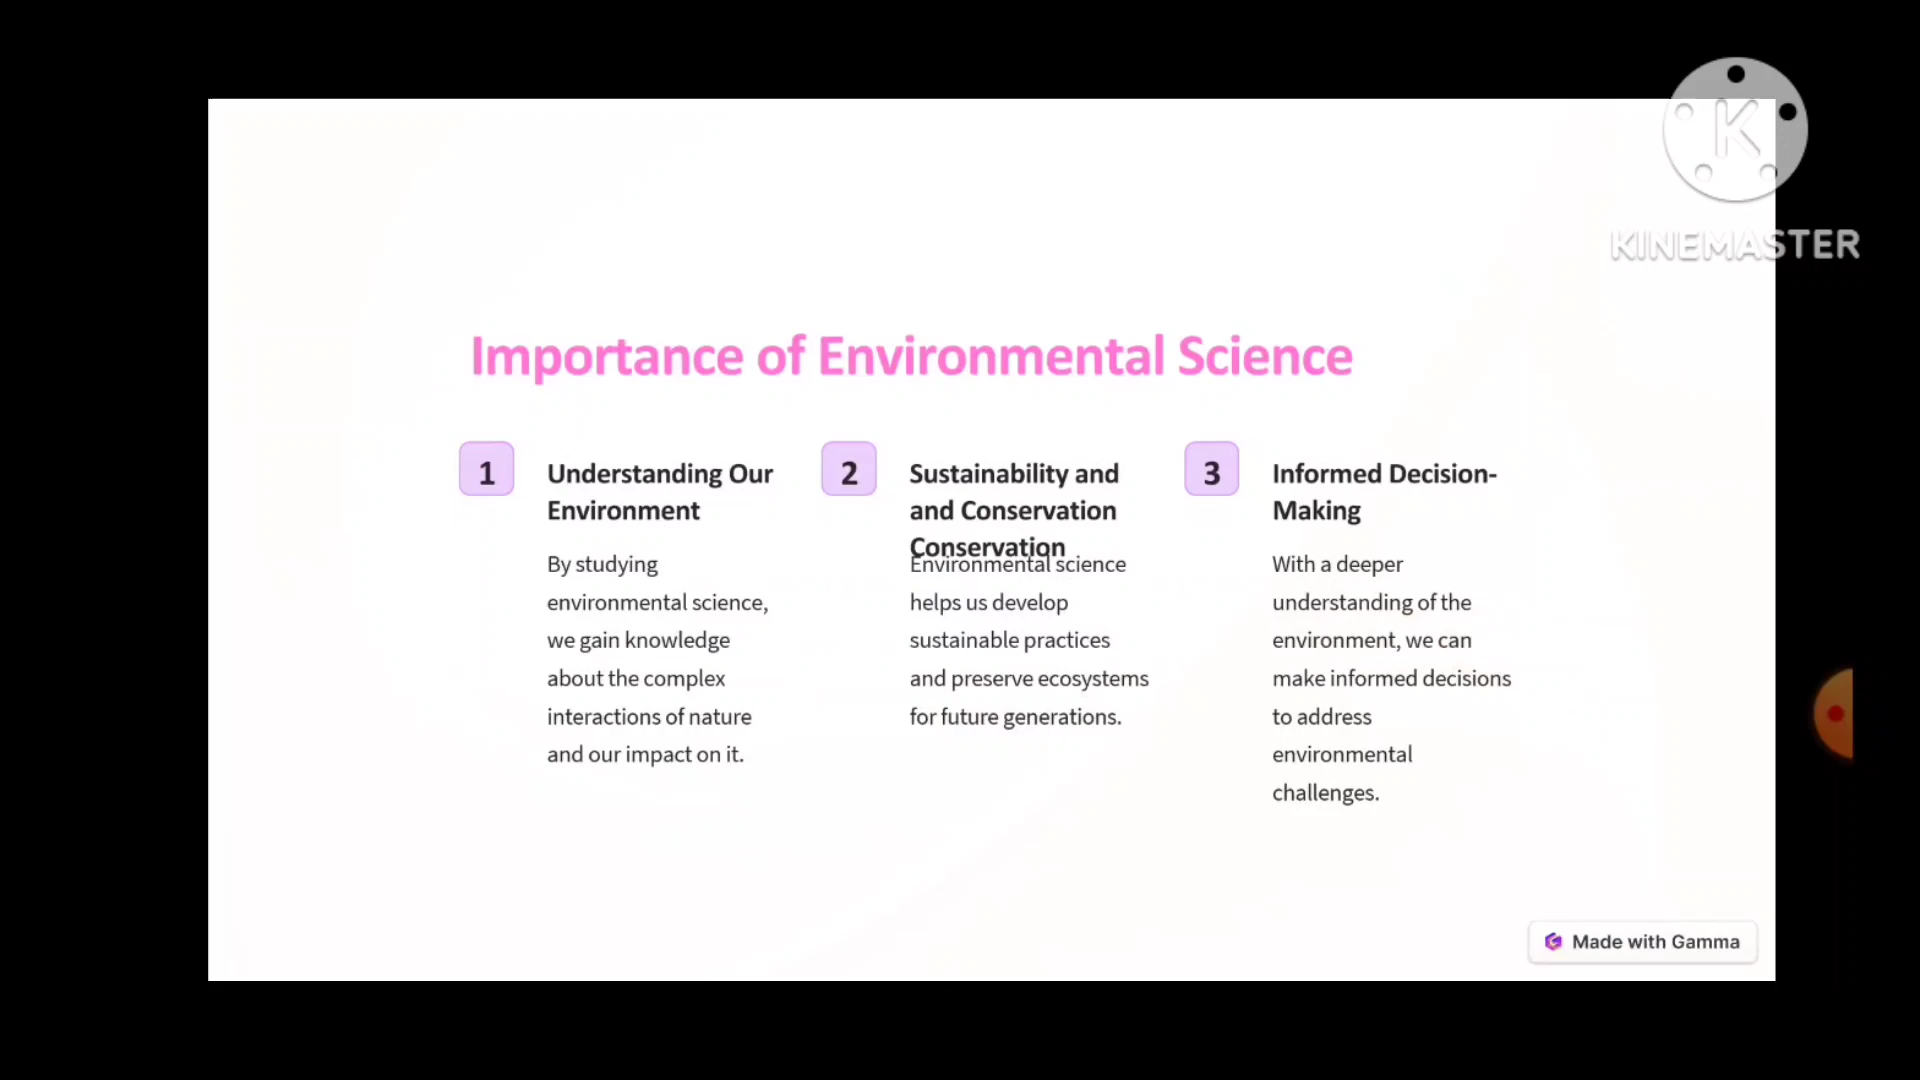 K
KINEMASTER
Importance of Environmental Science
1
Understanding Our
Environment
By studying
environmental science,
we gain knowledge
about the complex
interactions of nature
and our impact on it.
2
Sustainability and
and Conservation
Conservation
Environmental science
helps us develop
sustainable practices
and preserve ecosystems
for future generations.
3
Informed Decision-
Making
With a deeper
understanding of the
environment, we can
make informed decisions
to address
environmental
challenges.
Made with Gamma